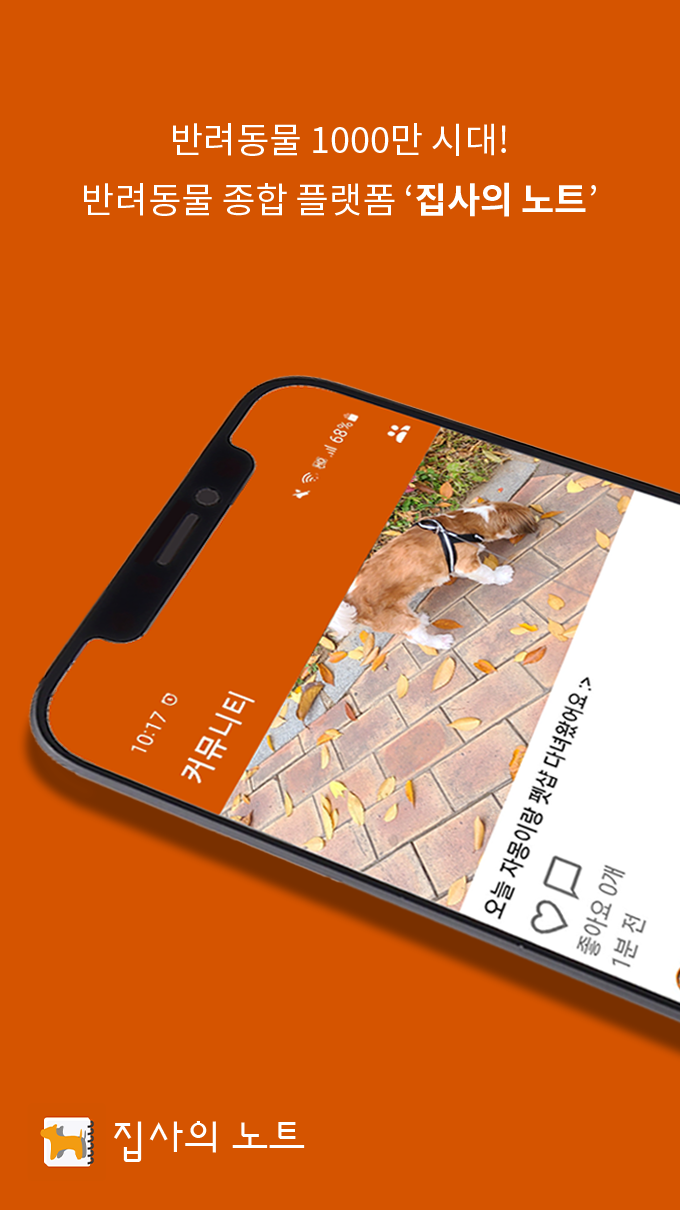 반려동물 1000만 시대!
반려동물 종합 플랫폼 ‘집사의 노트’
10:17
68%
커뮤니티
오늘 자몽이랑 펫샵 다녀왔어요 :>
좋아요 0개
1분 전
집사의 노트